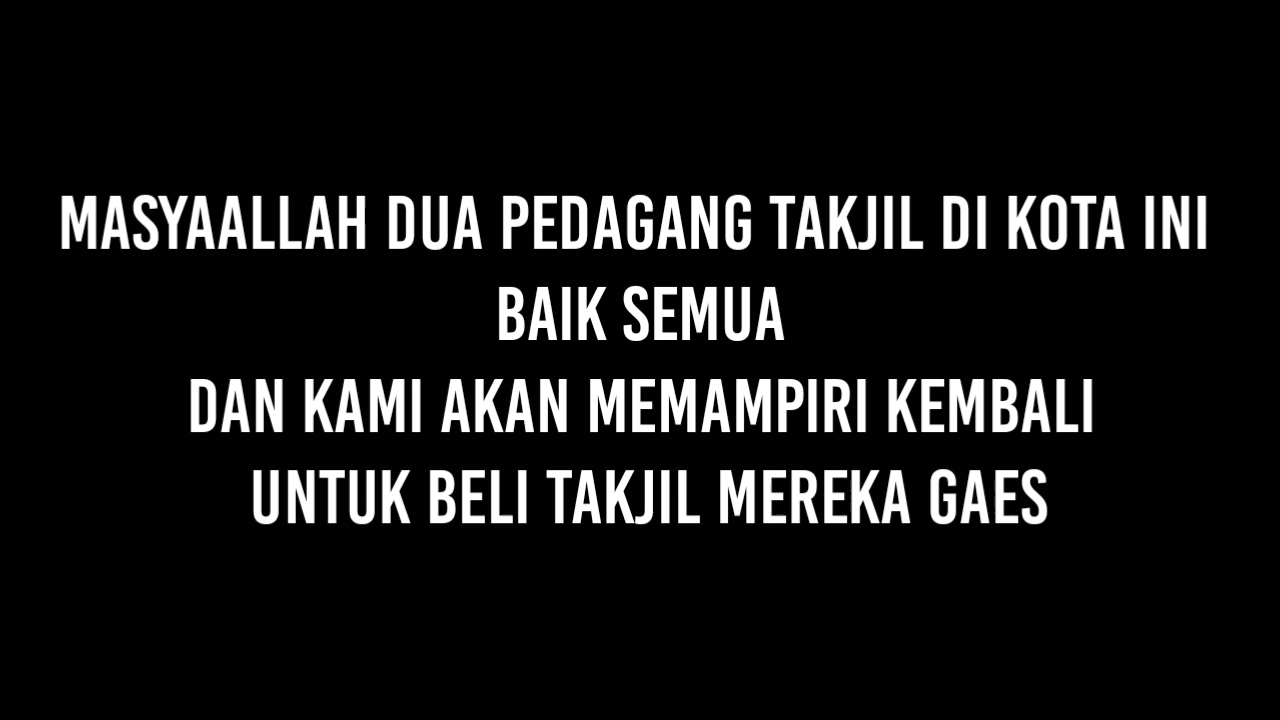 MASYAALLAH DUA PEDAGANG TAKJIL DI KOTA INI
BAIK SEMUA
DAN KAMI AKAN MEMAMPIRI KEMBALI
UNTUK BELI TAKJIL MEREKA GAES